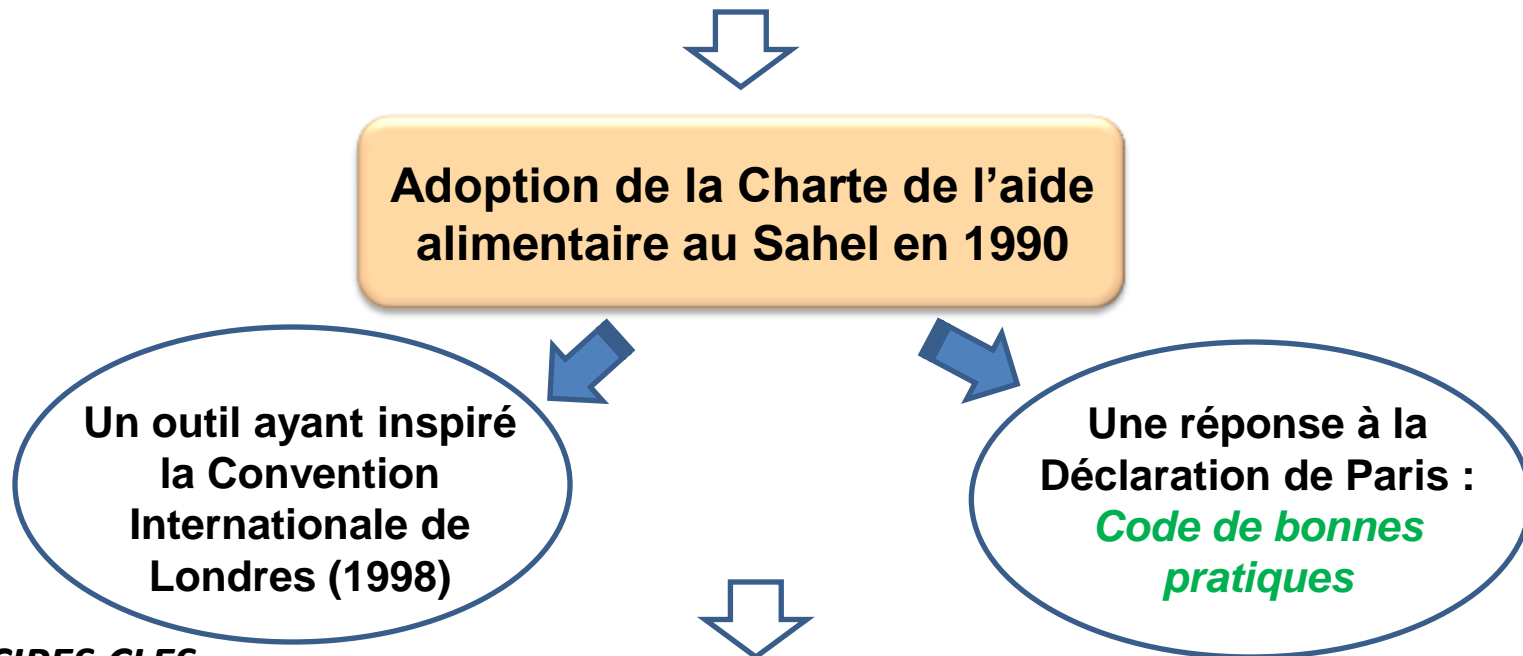 Adoption de la Charte de l’aide
alimentaire au Sahel en 1990
Un outil ayant inspiré
la Convention
Internationale de
Londres (1998)
Une réponse à la
Déclaration de Paris :
Code de bonnes
pratiques